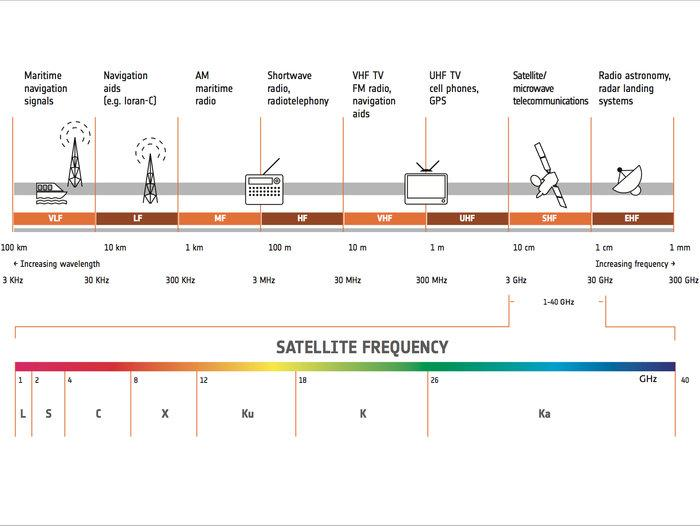 Maritime
navigation
signals
Navigation
aids
(e.g. loran-C)
AM
maritime
radio
Shortwave
radio,
radiotelephony
VHF TV
FM radio,
navigation
aids
UHF TV
cell phones,
GPS
Satellite/
microwave
telecommunications
Radio astronomy,
radar landing
systems
VLF LF MF HF VHF UHF SHF EHF
100 km 10 km 1 km 100 m 10 m 1 m 10 cm 1 cm 1 mm
← Increasing wavelength Increasing frequency →
3 KHz 30 KHz 300 KHz 3 MHz 30 MHz 300 MHz 3 GHz 30 GHz 300 GHz
1-40 GHz
SATELLITE FREQUENCY
1 2 4 8 12 18 26 GHz 40
L S C X Ku K Ka